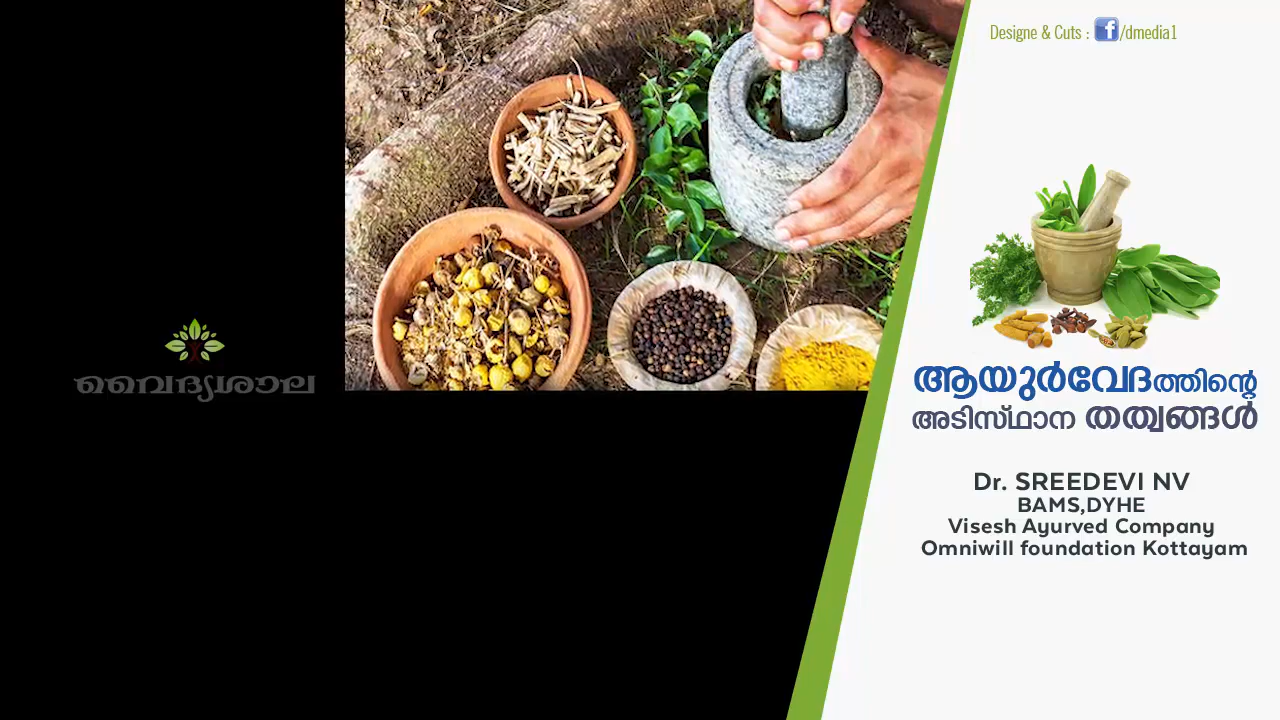 Designe & Cuts : f/dmedia1
വൈദ്യശാല
ആയുർവേദത്തിന്റെ
അടിസ്ഥാന തത്വങ്ങൾ
Dr. SREEDEVI NV
BAMS,DYHE
Visesh Ayurved Company
Omniwill foundation Kottayam